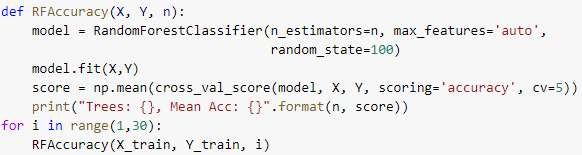 def RFAccuracy(X, Y, n):
    model = RandomForestClassifier(n_estimators=n, max_features='auto',
                                   random_state=100)
    model.fit(X,Y)
    score = np.mean(cross_val_score(model, X, Y, scoring='accuracy', cv=5))
    print("Trees: {}, Mean Acc: {}".format(n, score))
for i in range(1,30):
    RFAccuracy(X_train, Y_train, i)